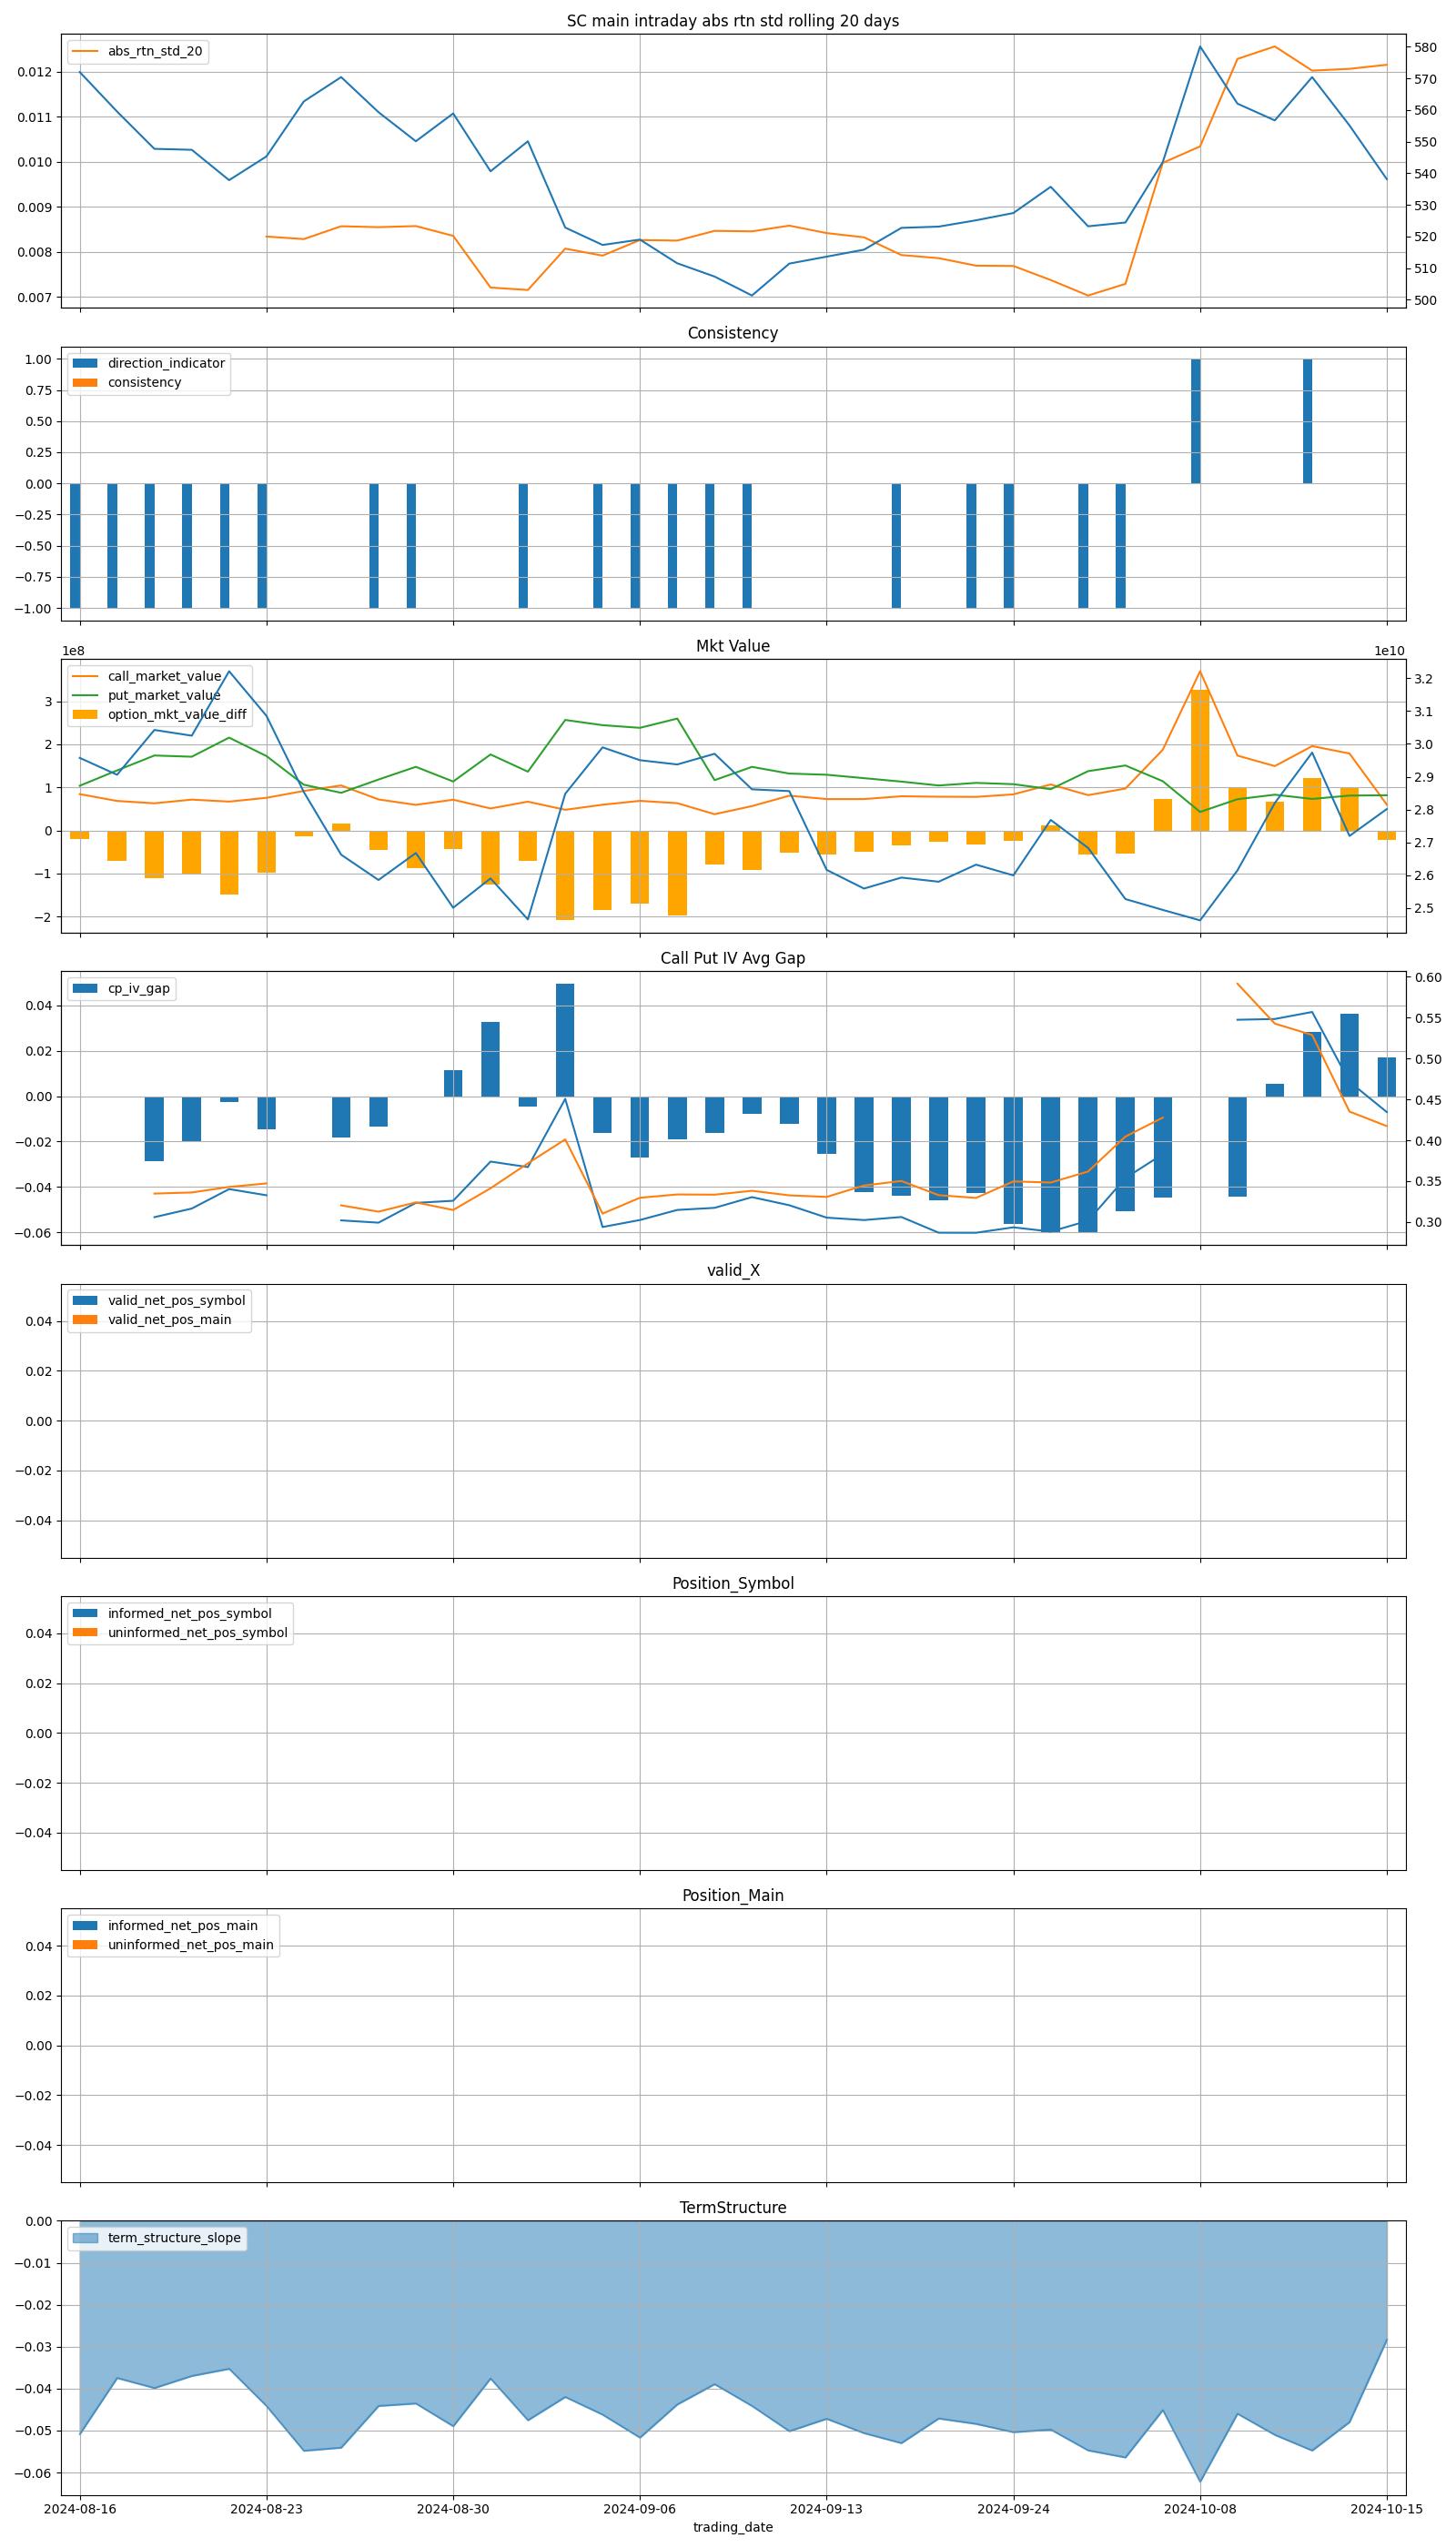 SC main intraday abs rtn std rolling 20 days
abs_rtn_std_20
0.012
0.011
0.010
0.009
0.008
0.007
580
570
560
550
540
530
520
510
500
Consistency
direction_indicator
consistency
1.00
0.75
0.50
0.25
0.00
−0.25
−0.50
−0.75
−1.00
Mkt Value
1e8
1e10
call_market_value
put_market_value
option_mkt_value_diff
3
2
1
0
−1
−2
3.2
3.1
3.0
2.9
2.8
2.7
2.6
2.5
Call Put IV Avg Gap
cp_iv_gap
0.04
0.02
0.00
−0.02
−0.04
−0.06
0.60
0.55
0.50
0.45
0.40
0.35
0.30
valid_X
valid_net_pos_symbol
valid_net_pos_main
0.04
0.02
0.00
−0.02
−0.04
Position_Symbol
informed_net_pos_symbol
uninformed_net_pos_symbol
0.04
0.02
0.00
−0.02
−0.04
Position_Main
informed_net_pos_main
uninformed_net_pos_main
0.04
0.02
0.00
−0.02
−0.04
TermStructure
term_structure_slope
0.00
−0.01
−0.02
−0.03
−0.04
−0.05
−0.06
2024-08-16 2024-08-23 2024-08-30 2024-09-06 2024-09-13 2024-09-24 2024-10-08 2024-10-15
trading_date